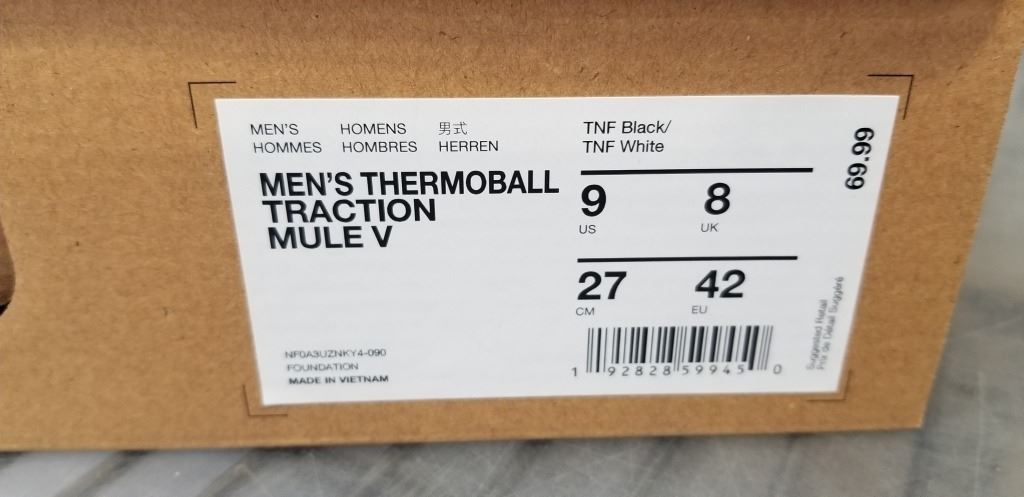 MEN'S HOMENS 男式
HOMMES HOMBRES HERREN
MEN'S THERMOBALL
TRACTION
MULE V
NF0A3UZNKY4-090
FOUNDATION
MADE IN VIETNAM
TNF Black/
TNF White
9 8
US UK
27 42
CM EU
1 92828 59945 0
69.99
Suggested Retail
Prix de Détail Suggéré